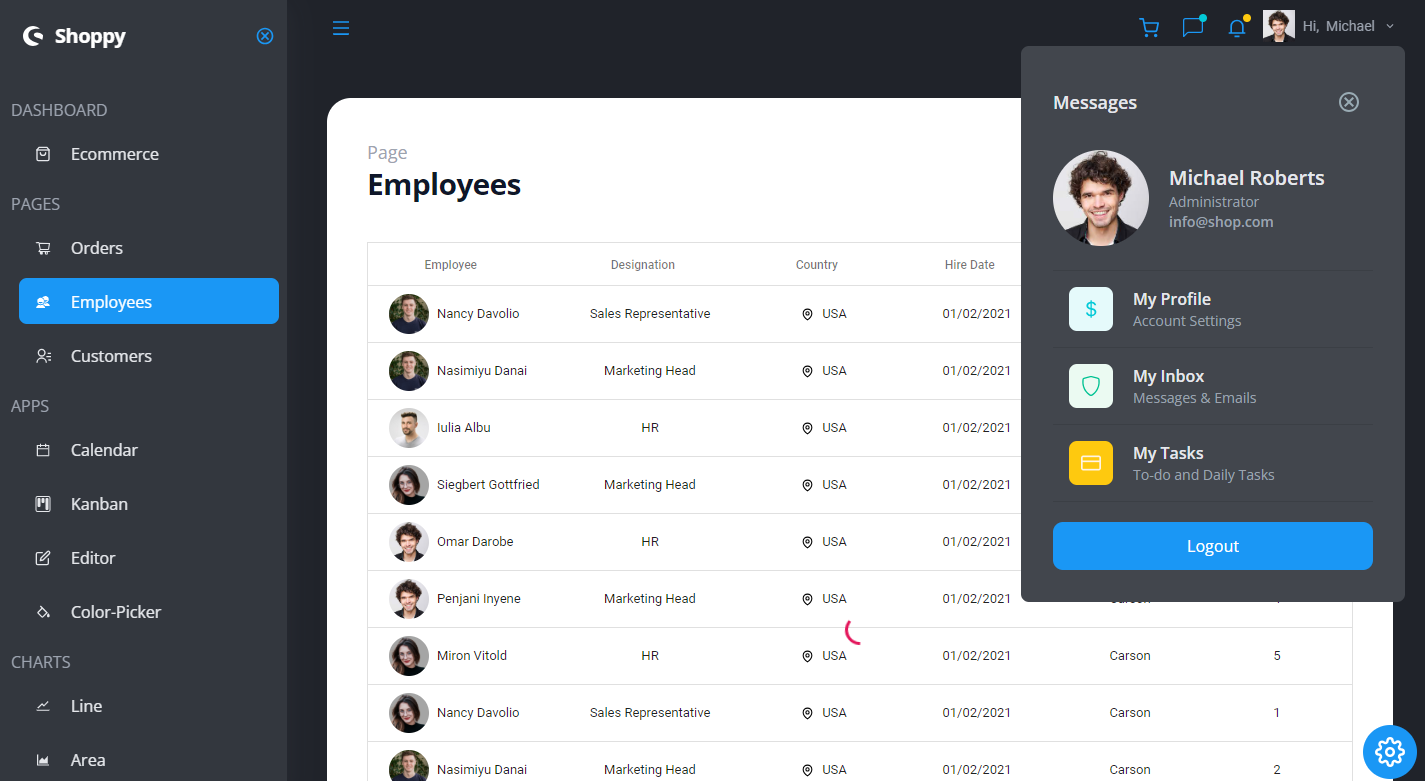 Shoppy
Hi, Michael
DASHBOARD
Ecommerce
PAGES
Orders
Employees
Customers
APPS
Calendar
Kanban
Editor
Color-Picker
CHARTS
Line
Area
Page
Employees
Employee Designation Country Hire Date
Nancy Davolio Sales Representative USA 01/02/2021
Nasimiyu Danai Marketing Head USA 01/02/2021
Iulia Albu HR USA 01/02/2021
Siegbert Gottfried Marketing Head USA 01/02/2021
Omar Darobe HR USA 01/02/2021
Penjani Inyene Marketing Head USA 01/02/2021 Carson
Miron Vitold HR USA 01/02/2021 Carson 5
Nancy Davolio Sales Representative USA 01/02/2021 Carson 1
Nasimiyu Danai Marketing Head USA 01/02/2021 Carson 2
Messages
Michael Roberts
Administrator
info@shop.com
$
My Profile
Account Settings
My Inbox
Messages & Emails
My Tasks
To-do and Daily Tasks
Logout